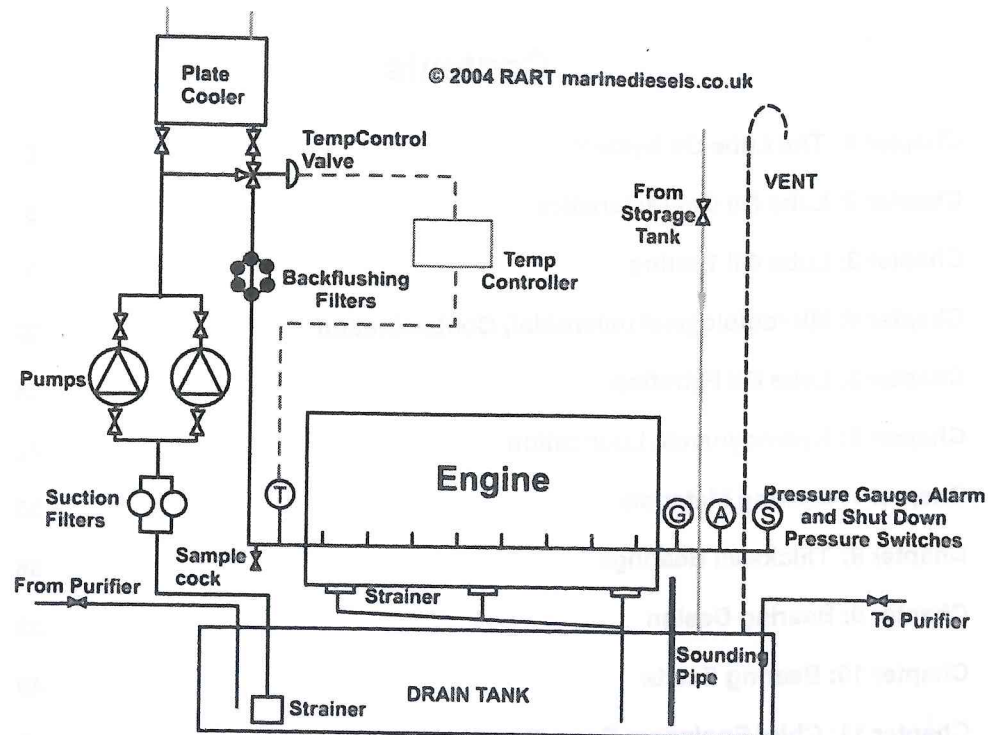 © 2004 RART marinediesels.co.uk
Plate
Cooler
TempControl
Valve
VENT
From
Storage
Tank
Temp
Controller
Backflushing
Filters
Pumps
Engine
Suction
Filters
T
G
A
S
Pressure Gauge, Alarm
and Shut Down
Pressure Switches
Sample
cock
From Purifier
Strainer
To Purifier
Sounding
Pipe
DRAIN TANK
Strainer